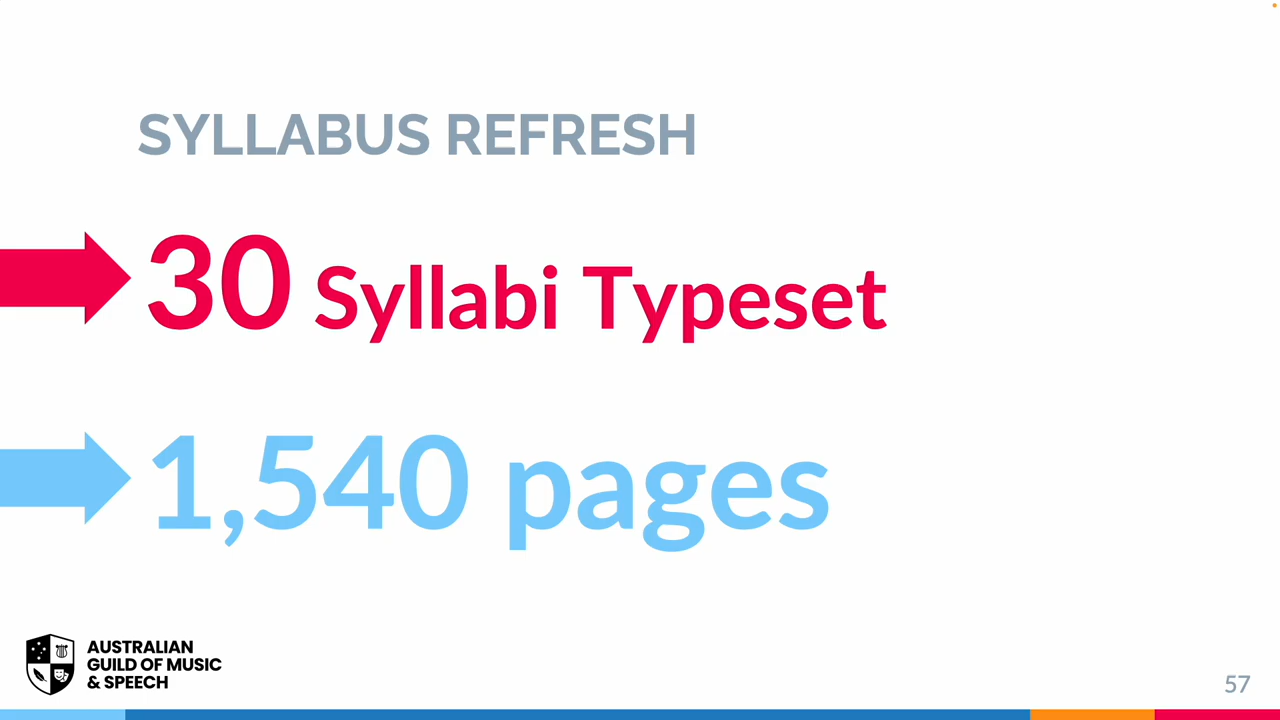 SYLLABUS REFRESH
30 Syllabi Typeset
1,540 pages
AUSTRALIAN
GUILD OF MUSIC
& SPEECH
57